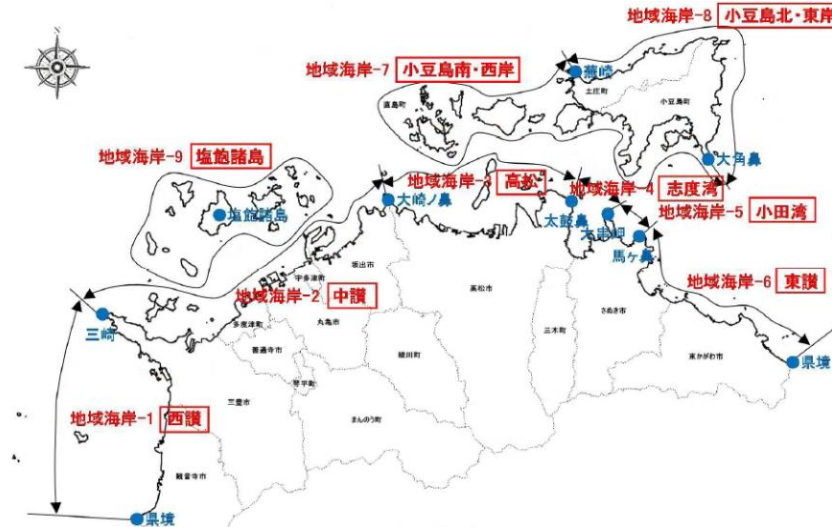 地域海岸-8 小豆島北・東岸
地域海岸-7 小豆島南・西岸
蕪崎
土庄町
直島町
小豆島町
大角鼻
地域海岸-9 塩飽諸島
塩飽諸島
地域海岸-3 高松
大崎ノ鼻
地域海岸-4 志度湾
太鼓鼻
大串岬
地域海岸-5 小田湾
馬ヶ鼻
地域海岸-6 東讃
坂出市
宇多津町
地域海岸-2 中讃
高松市
さぬき市
三崎
多度津町
丸亀市
三木町
善通寺市
綾川町
東かがわ市
県境
琴平町
三豊市
まんのう町
地域海岸-1 西讃
観音寺市
県境